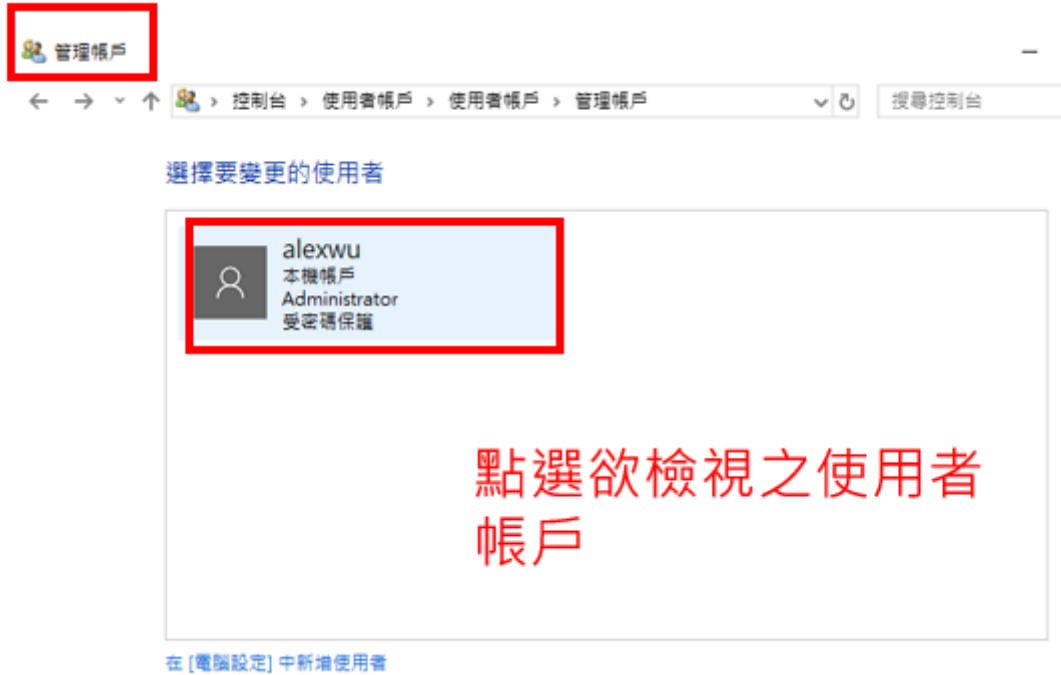 管理帳戶
控制台 › 使用者帳戶 › 使用者帳戶 › 管理帳戶
搜尋控制台
選擇要變更的使用者
alexwu
本機帳戶
Administrator
受密碼保護
點選欲檢視之使用者
帳戶
在 [電腦設定] 中新增使用者